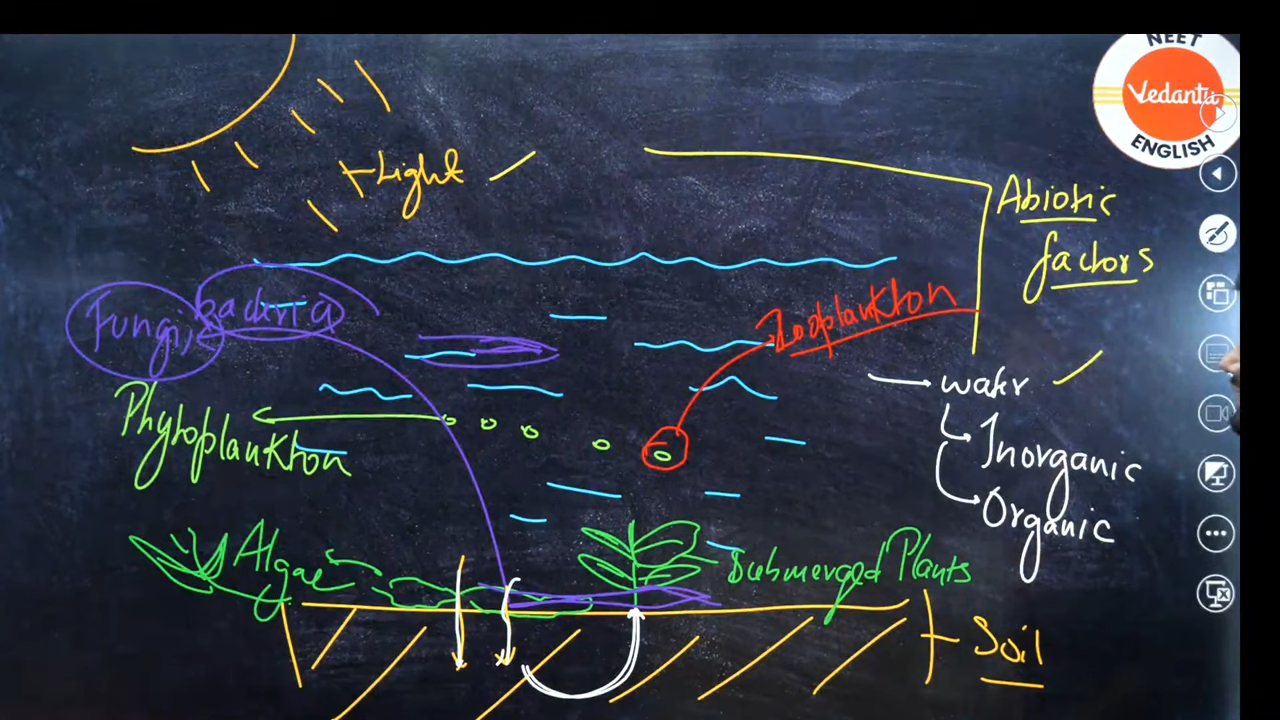 NEET
Vedantu
ENGLISH
Light
Abiotic
factors
Fungi, bacteria
Zooplankton
water
Phytoplankton
Inorganic
Organic
Algae
Submerged Plants
Soil